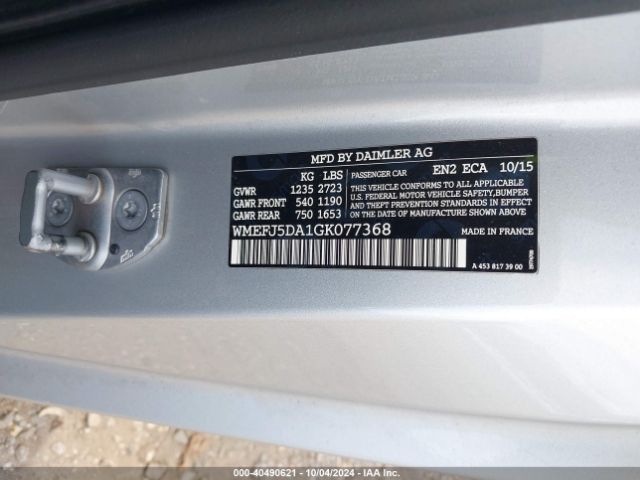 MFD BY DAIMLER AG
KG LBS PASSENGER CAR EN2 ECA 10/15
GVWR 1235 2723 THIS VEHICLE CONFORMS TO ALL APPLICABLE
GAWR FRONT 540 1190 U.S. FEDERAL MOTOR VEHICLE SAFETY, BUMPER
GAWR REAR 750 1653 AND THEFT PREVENTION STANDARDS IN EFFECT
ON THE DATE OF MANUFACTURE SHOWN ABOVE.
WMEFJ5DA1GK077368 MADE IN FRANCE
A 453 817 39 00
000-40490621 - 10/04/2024 - IAA Inc.